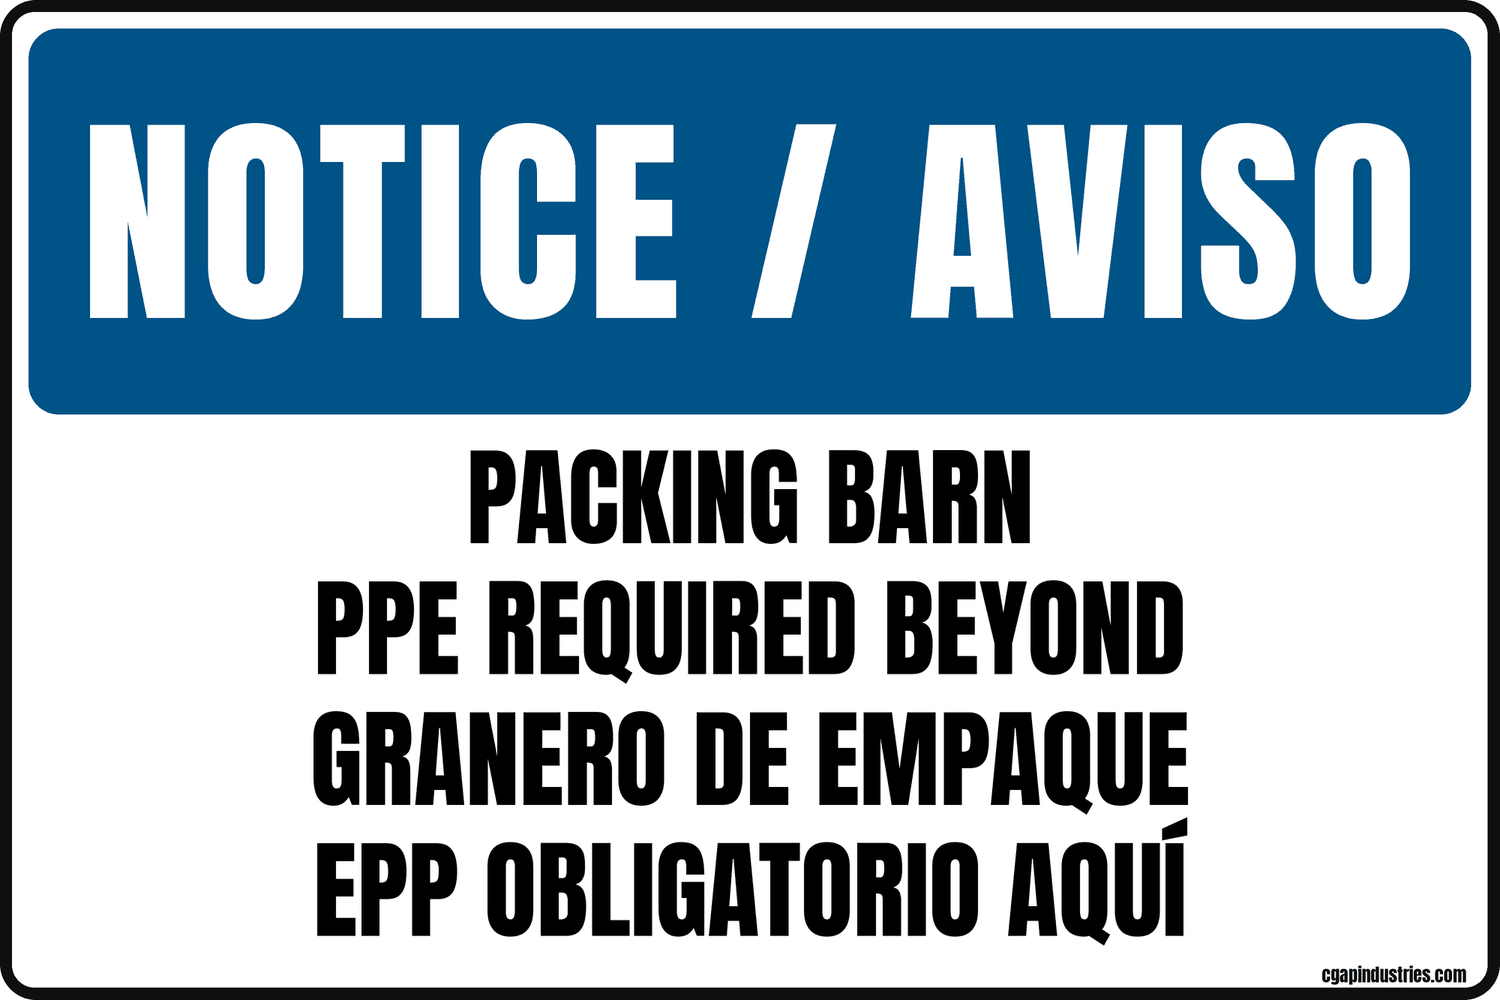 NOTICE / AVISO
PACKING BARN
PPE REQUIRED BEYOND
GRANERO DE EMPAQUE
EPP OBLIGATORIO AQUÍ
cgapindustries.com